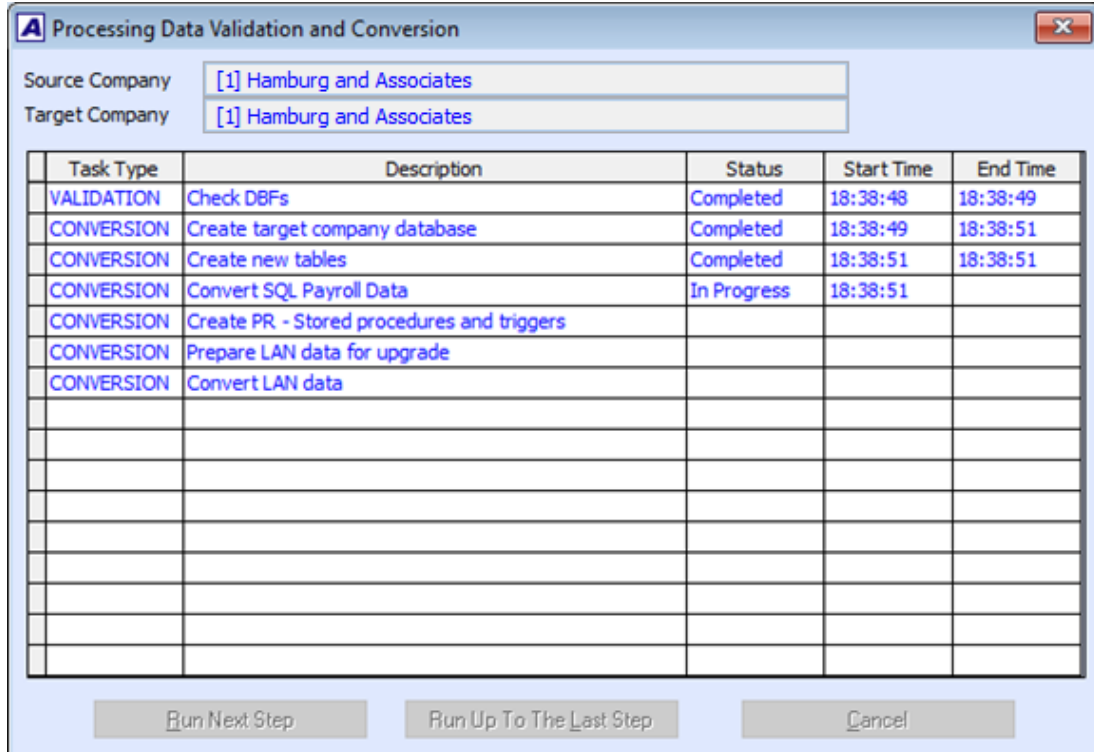 A Processing Data Validation and Conversion
Source Company [1] Hamburg and Associates
Target Company [1] Hamburg and Associates
Task Type Description Status Start Time End Time
VALIDATION Check DBFs Completed 18:38:48 18:38:49
CONVERSION Create target company database Completed 18:38:49 18:38:51
CONVERSION Create new tables Completed 18:38:51 18:38:51
CONVERSION Convert SQL Payroll Data In Progress 18:38:51
CONVERSION Create PR - Stored procedures and triggers
CONVERSION Prepare LAN data for upgrade
CONVERSION Convert LAN data
Run Next Step Run Up To The Last Step Cancel